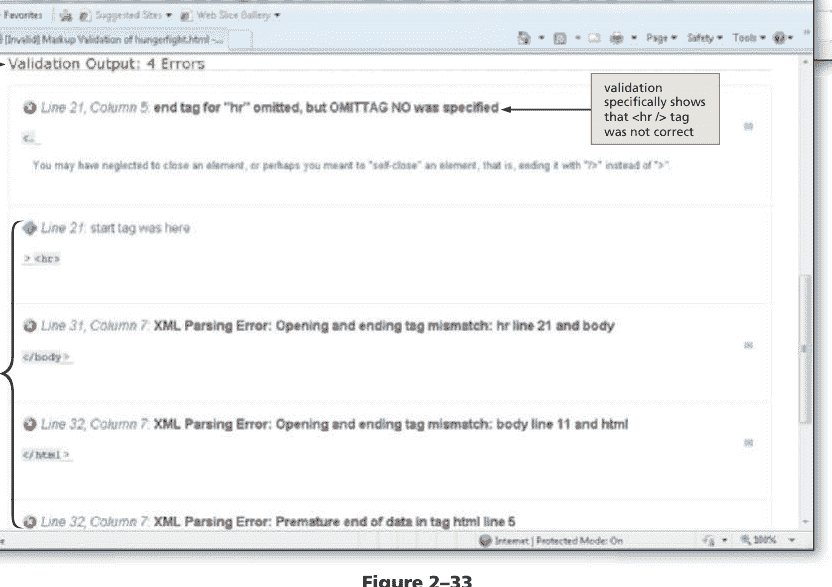 Favorites Suggested Sites Web Slice Gallery
[Invalid] Markup Validation of hungerfight.html -...
Page Safety Tools
Validation Output: 4 Errors
Line 21, Column 5: end tag for "hr" omitted, but OMITTAG NO was specified
validation
specifically shows
that <hr /> tag
was not correct
You may have neglected to close an element, or perhaps you meant to "self-close" an element, that is, ending it with "/>" instead of ">".
Line 21: start tag was here
> <hr>
Line 31, Column 7: XML Parsing Error: Opening and ending tag mismatch: hr line 21 and body
</body>
Line 32, Column 7: XML Parsing Error: Opening and ending tag mismatch: body line 11 and html
</html>
Line 32, Column 7: XML Parsing Error: Premature end of data in tag html line 5
Internet | Protected Mode: On 100%
Figure 2–33